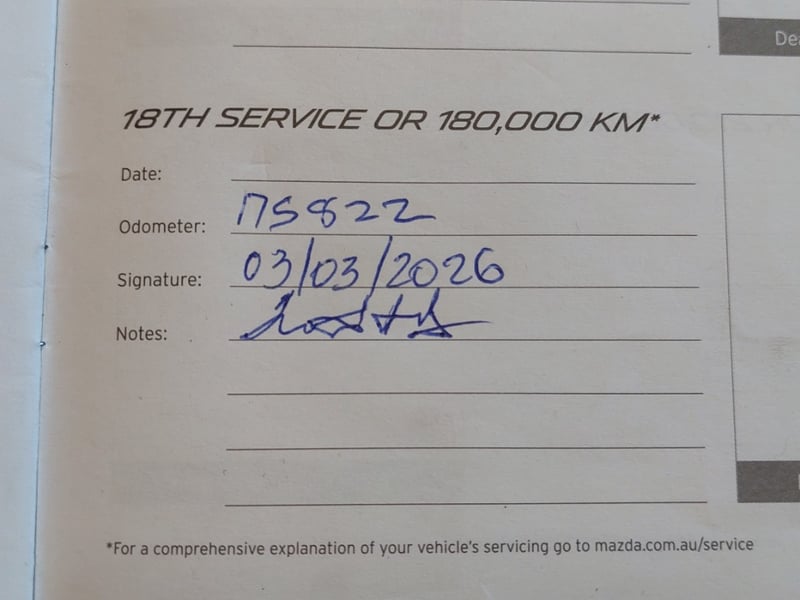 Dea
18TH SERVICE OR 180,000 KM*
Date:
Odometer: 175822
Signature: 03/03/2026
Notes:
*For a comprehensive explanation of your vehicle's servicing go to mazda.com.au/service